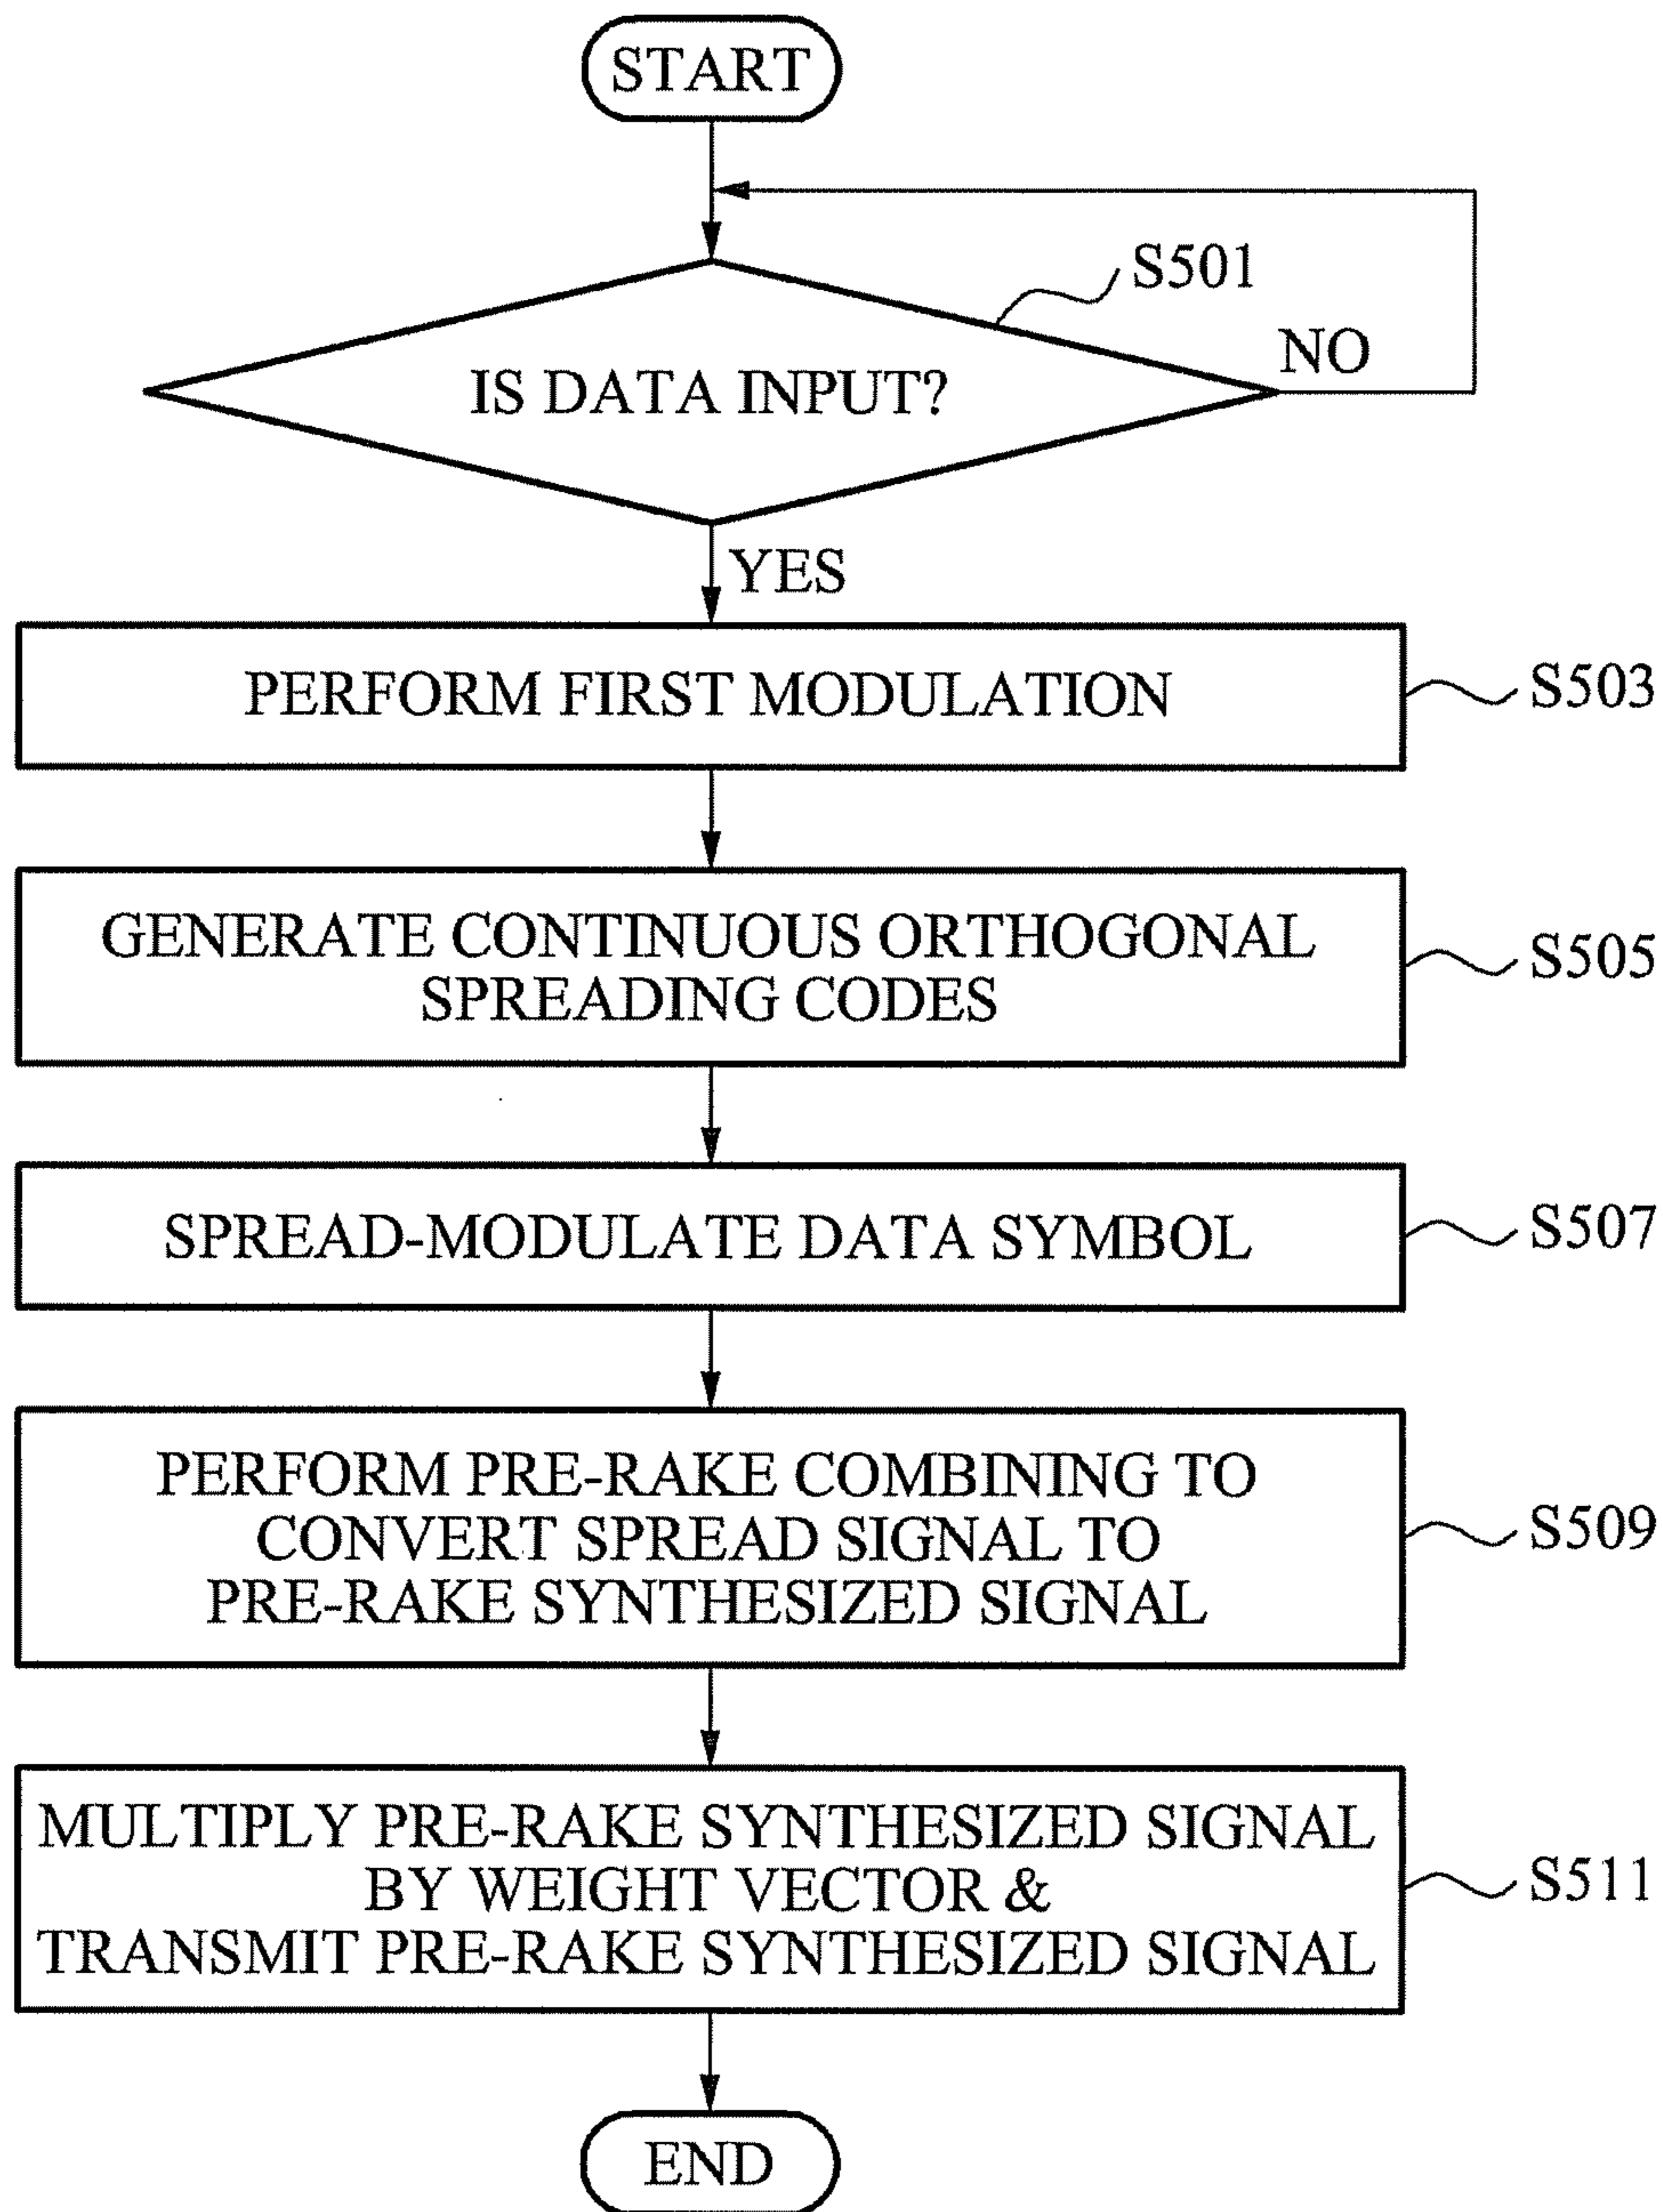 START
S501
NO
IS DATA INPUT?
YES
PERFORM FIRST MODULATION
S503
GENERATE CONTINUOUS ORTHOGONAL
SPREADING CODES
S505
SPREAD-MODULATE DATA SYMBOL
S507
PERFORM PRE-RAKE COMBINING TO
CONVERT SPREAD SIGNAL TO
PRE-RAKE SYNTHESIZED SIGNAL
S509
MULTIPLY PRE-RAKE SYNTHESIZED SIGNAL
BY WEIGHT VECTOR &
TRANSMIT PRE-RAKE SYNTHESIZED SIGNAL
S511
END